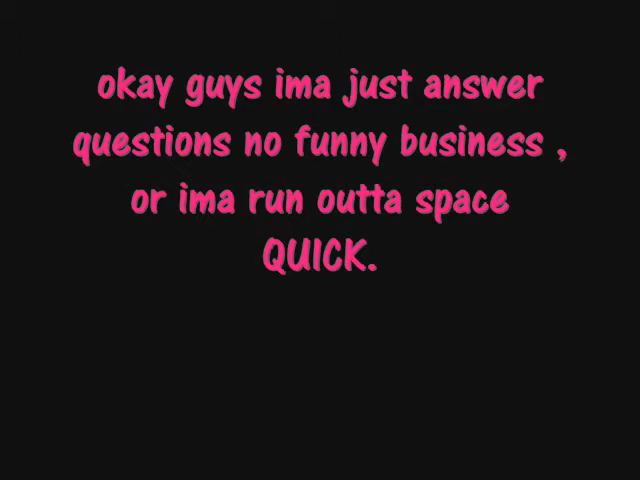 okay guys ima just answer
questions no funny business ,
or ima run outta space
QUICK.